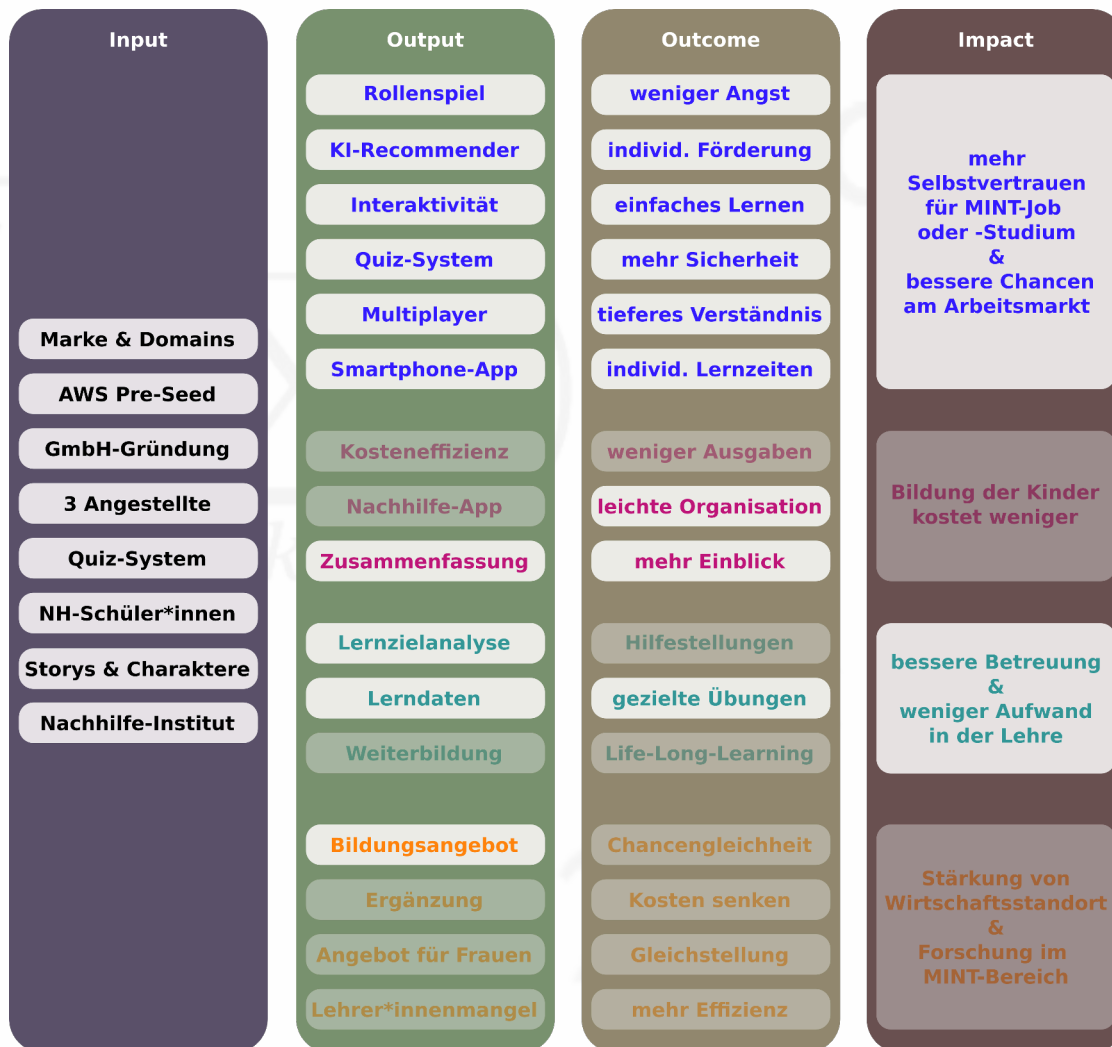 Input
Marke & Domains
AWS Pre-Seed
GmbH-Gründung
3 Angestellte
Quiz-System
NH-Schüler*innen
Storys & Charaktere
Nachhilfe-Institut
Output
Rollenspiel
KI-Recommender
Interaktivität
Quiz-System
Multiplayer
Smartphone-App
Kosteneffizienz
Nachhilfe-App
Zusammenfassung
Lernzielanalyse
Lerndaten
Weiterbildung
Bildungsangebot
Ergänzung
Angebot für Frauen
Lehrer*innenmangel
Outcome
weniger Angst
individ. Förderung
einfaches Lernen
mehr Sicherheit
tieferes Verständnis
individ. Lernzeiten
weniger Ausgaben
leichte Organisation
mehr Einblick
Hilfestellungen
gezielte Übungen
Life-Long-Learning
Chancengleichheit
Kosten senken
Gleichstellung
mehr Effizienz
Impact
mehr
Selbstvertrauen
für MINT-Job
oder -Studium
&
bessere Chancen
am Arbeitsmarkt
Bildung der Kinder
kostet weniger
bessere Betreuung
&
weniger Aufwand
in der Lehre
Stärkung von
Wirtschaftsstandort
&
Forschung im
MINT-Bereich